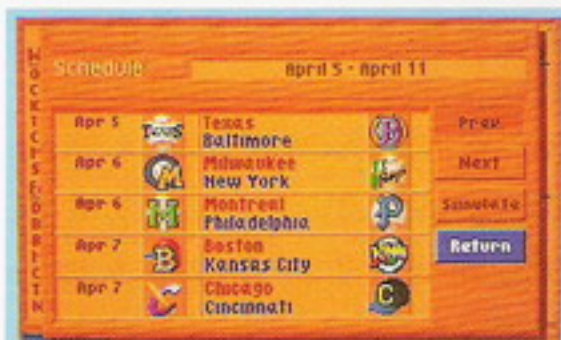 Schedule
April 5 - April 11
Apr 5
Texas
Baltimore
Prev
Apr 6
Milwaukee
New York
Next
Apr 6
Montreal
Philadelphia
Simulate
Apr 7
Boston
Kansas City
Return
Apr 7
Chicago
Cincinnati